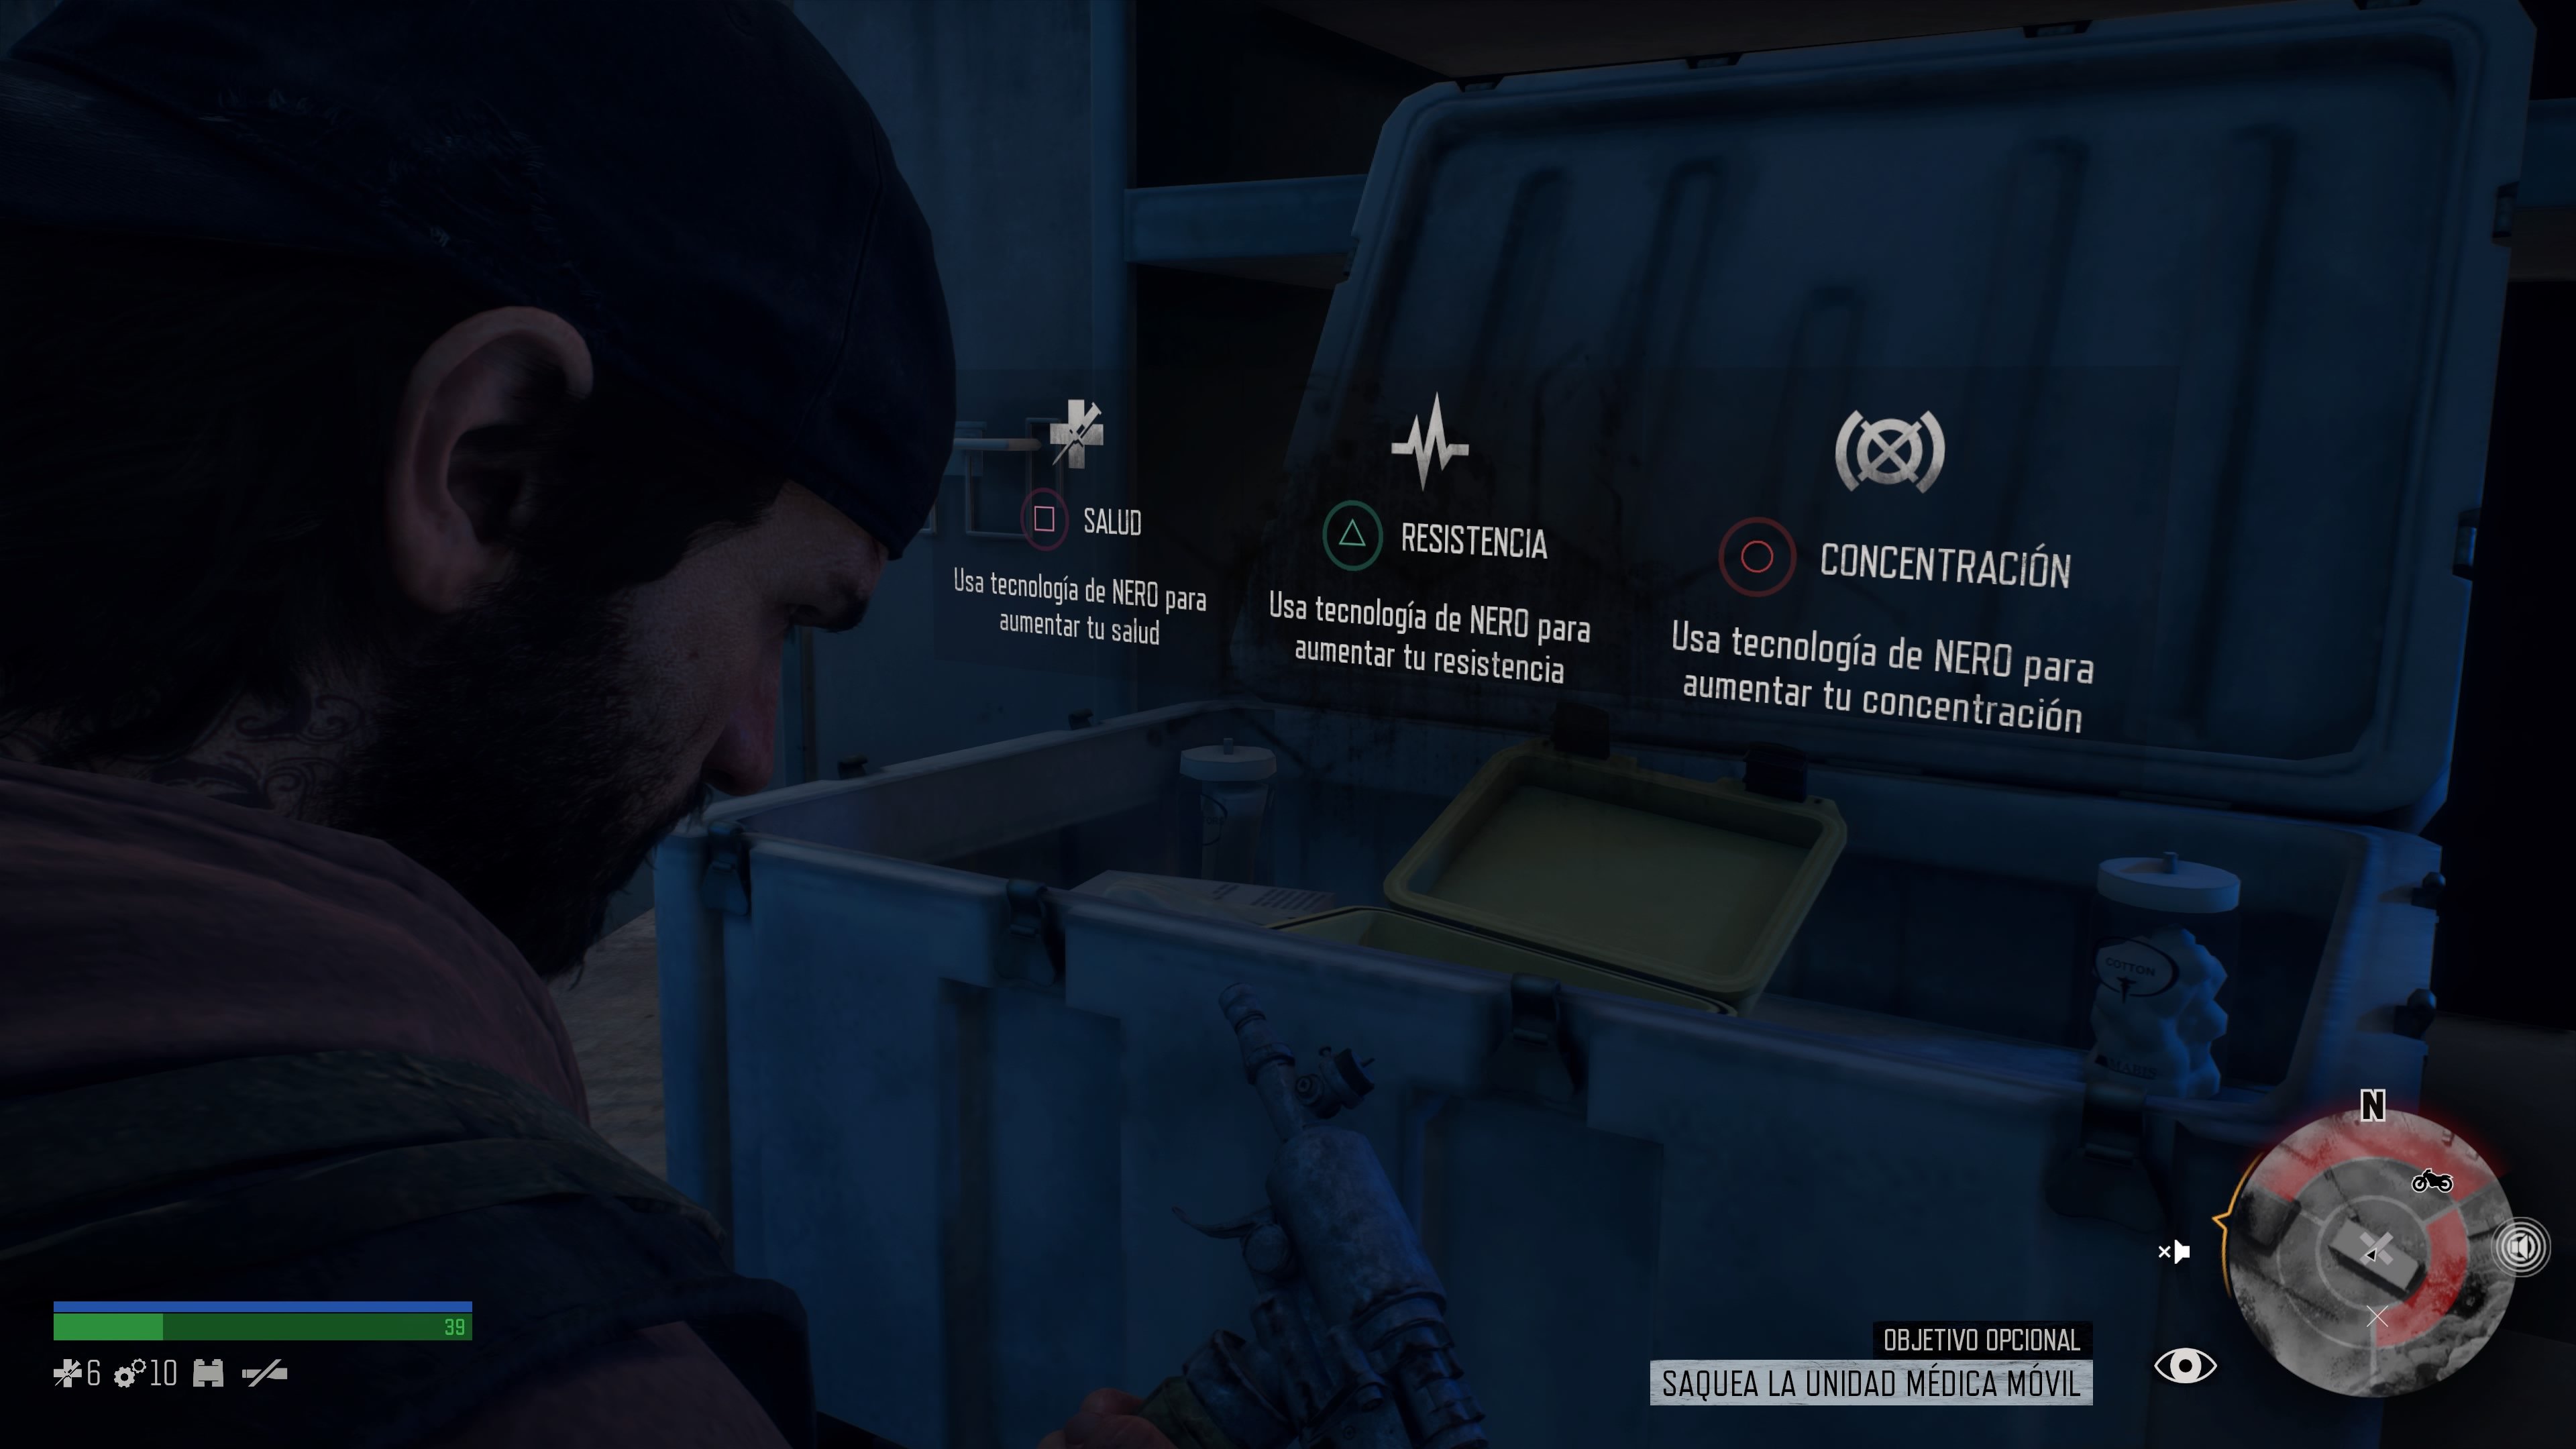 SALUD
Usa tecnología de NERO para
aumentar tu salud
RESISTENCIA
Usa tecnología de NERO para
aumentar tu resistencia
CONCENTRACIÓN
Usa tecnología de NERO para
aumentar tu concentración
COTTON
N
39
6
10
OBJETIVO OPCIONAL
SAQUEA LA UNIDAD MÉDICA MÓVIL